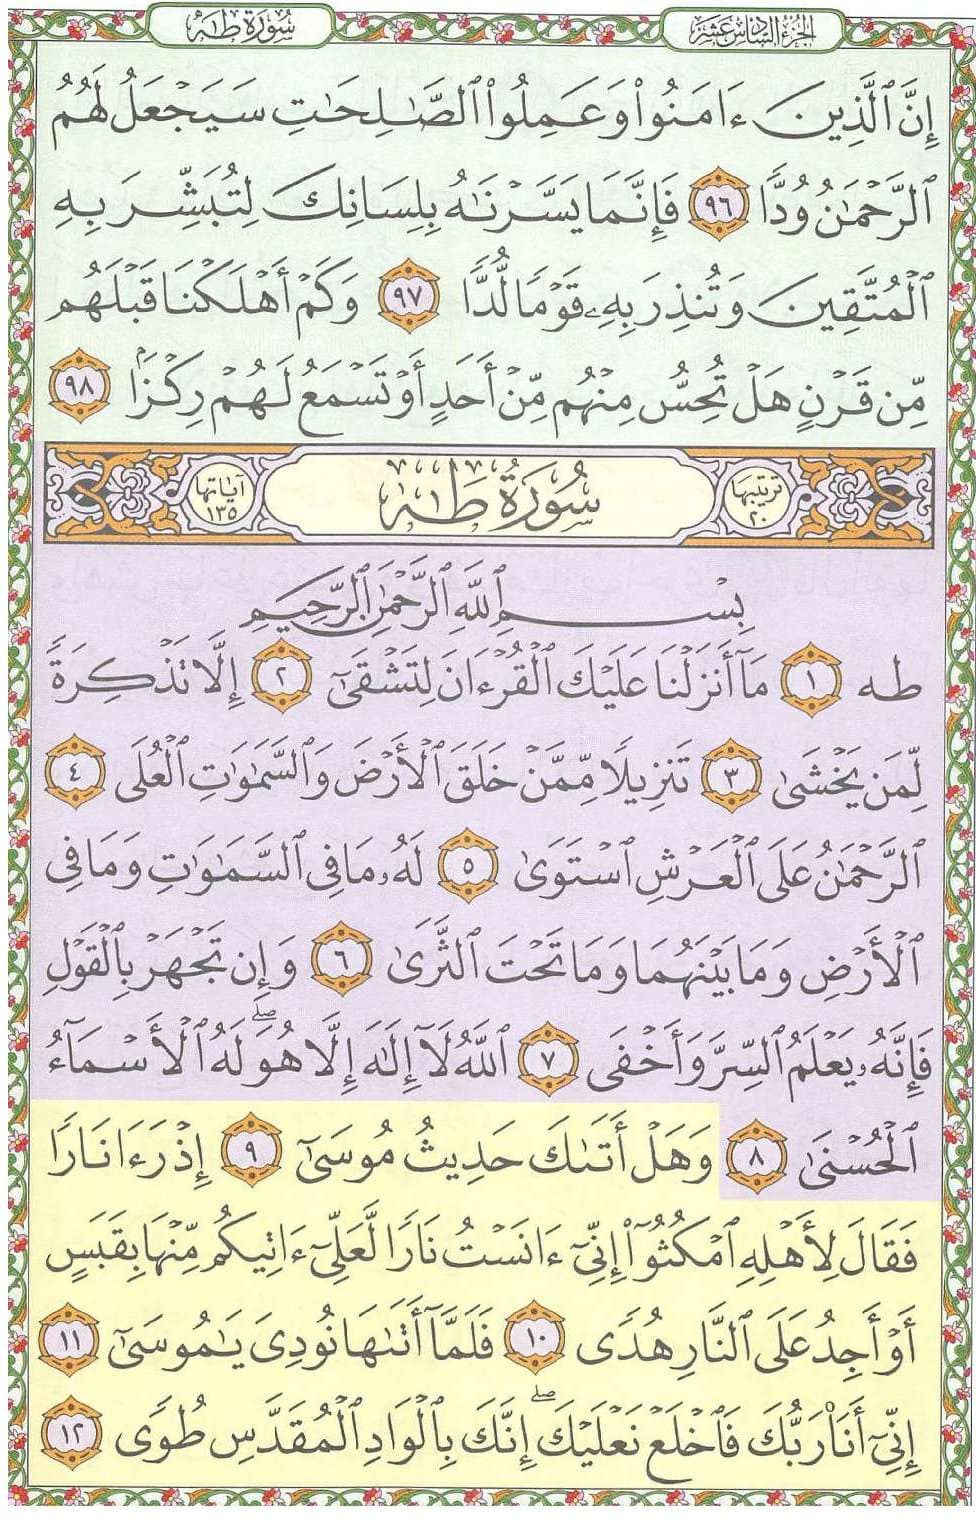 الجزء السادس عشر
سورة طه
إِنَّ ٱلَّذِينَ ءَامَنُوا۟ وَعَمِلُوا۟ ٱلصَّٰلِحَٰتِ سَيَجْعَلُ لَهُمُ
ٱلرَّحْمَٰنُ وُدًّا ٩٦ فَإِنَّمَا يَسَّرْنَٰهُ بِلِسَانِكَ لِتُبَشِّرَ بِهِ
ٱلْمُتَّقِينَ وَتُنذِرَ بِهِۦ قَوْمًا لُّدًّا ٩٧ وَكَمْ أَهْلَكْنَا قَبْلَهُم
مِّن قَرْنٍ هَلْ تُحِسُّ مِنْهُم مِّنْ أَحَدٍ أَوْ تَسْمَعُ لَهُمْ رِكْزًۢا ٩٨
ترتيبها ٢٠
سُورَةُ طه
آياتها ١٣٥
بِسْمِ ٱللَّهِ ٱلرَّحْمَٰنِ ٱلرَّحِيمِ
طه ١ مَآ أَنزَلْنَا عَلَيْكَ ٱلْقُرْءَانَ لِتَشْقَىٰٓ ٢ إِلَّا تَذْكِرَةً
لِّمَن يَخْشَىٰ ٣ تَنزِيلًا مِّمَّنْ خَلَقَ ٱلْأَرْضَ وَٱلسَّمَٰوَٰتِ ٱلْعُلَى ٤
ٱلرَّحْمَٰنُ عَلَى ٱلْعَرْشِ ٱسْتَوَىٰ ٥ لَهُۥ مَا فِى ٱلسَّمَٰوَٰتِ وَمَا فِى
ٱلْأَرْضِ وَمَا بَيْنَهُمَا وَمَا تَحْتَ ٱلثَّرَىٰ ٦ وَإِن تَجْهَرْ بِٱلْقَوْلِ
فَإِنَّهُۥ يَعْلَمُ ٱلسِّرَّ وَأَخْفَى ٧ ٱللَّهُ لَآ إِلَٰهَ إِلَّا هُوَ ۖ لَهُ ٱلْأَسْمَآءُ
ٱلْحُسْنَىٰ ٨ وَهَلْ أَتَىٰكَ حَدِيثُ مُوسَىٰٓ ٩ إِذْ رَءَا نَارًا
فَقَالَ لِأَهْلِهِ ٱمْكُثُوٓا۟ إِنِّىٓ ءَانَسْتُ نَارًا لَّعَلِّىٓ ءَاتِيكُم مِّنْهَا بِقَبَسٍ
أَوْ أَجِدُ عَلَى ٱلنَّارِ هُدًى ١٠ فَلَمَّآ أَتَىٰهَا نُودِىَ يَٰمُوسَىٰٓ ١١
إِنِّىٓ أَنَا۠ رَبُّكَ فَٱخْلَعْ نَعْلَيْكَ ۖ إِنَّكَ بِٱلْوَادِ ٱلْمُقَدَّسِ طُوًى ١٢